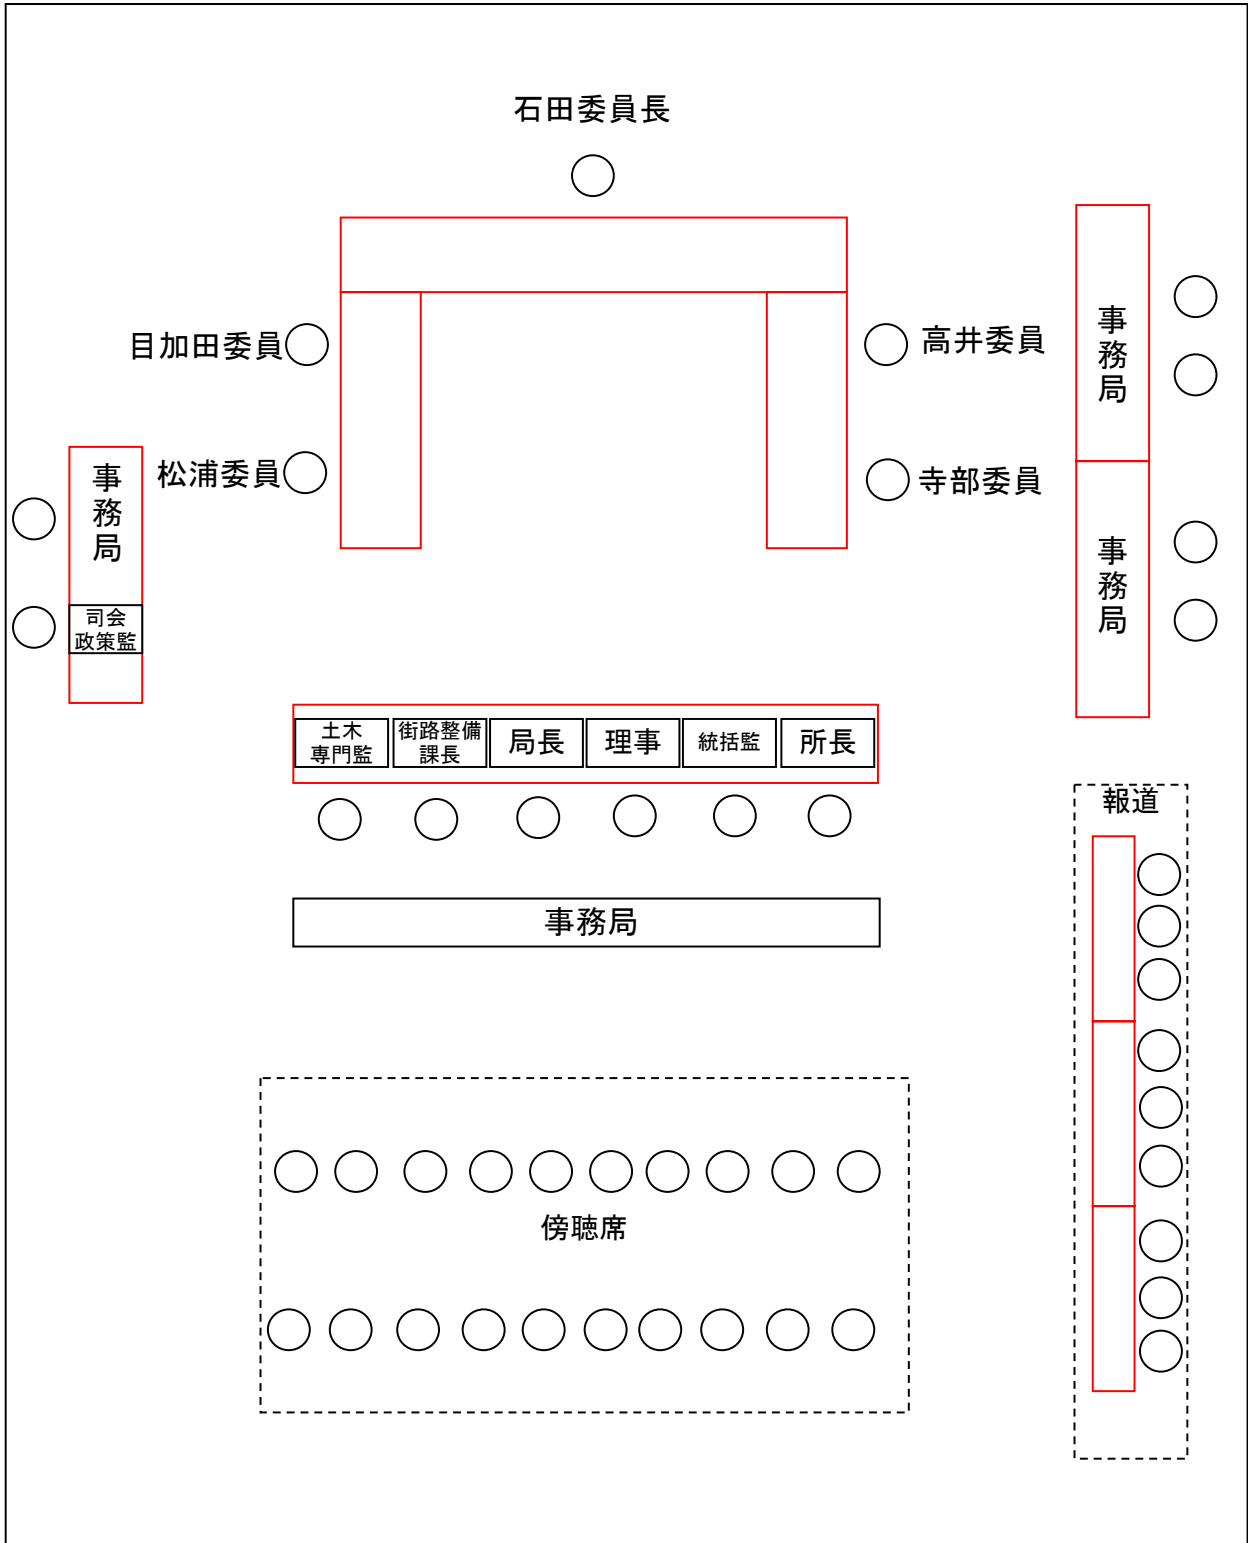 石田委員長
目加田委員
高井委員
松浦委員
寺部委員
事務局
事務局
事務局
司会
政策監
土木
専門監
街路整備
課長
局長
理事
統括監
所長
報道
事務局
傍聴席